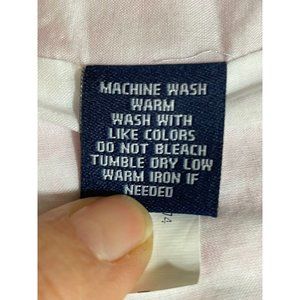 MACHINE WASH
WARM
WASH WITH
LIKE COLORS
DO NOT BLEACH
TUMBLE DRY LOW
WARM IRON IF
NEEDED